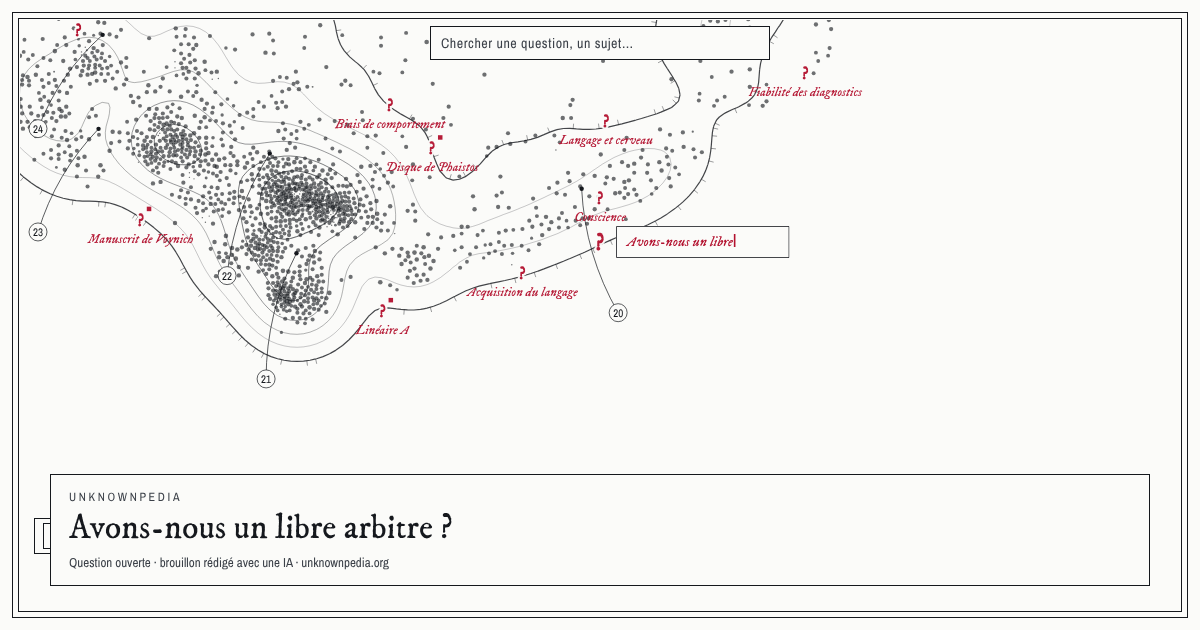 Chercher une question, un sujet…
?
?
Fiabilité des diagnostics
?
Biais de comportement
?
Langage et cerveau
24
?
Disque de Phaistos
?
Conscience
23
?
Manuscrit de Voynich
?
Avons-nous un libre
22
?
Acquisition du langage
?
Linéaire A
20
21
UNKNOWNPEDIA
Avons-nous un libre arbitre ?
Question ouverte · brouillon rédigé avec une IA · unknownpedia.org